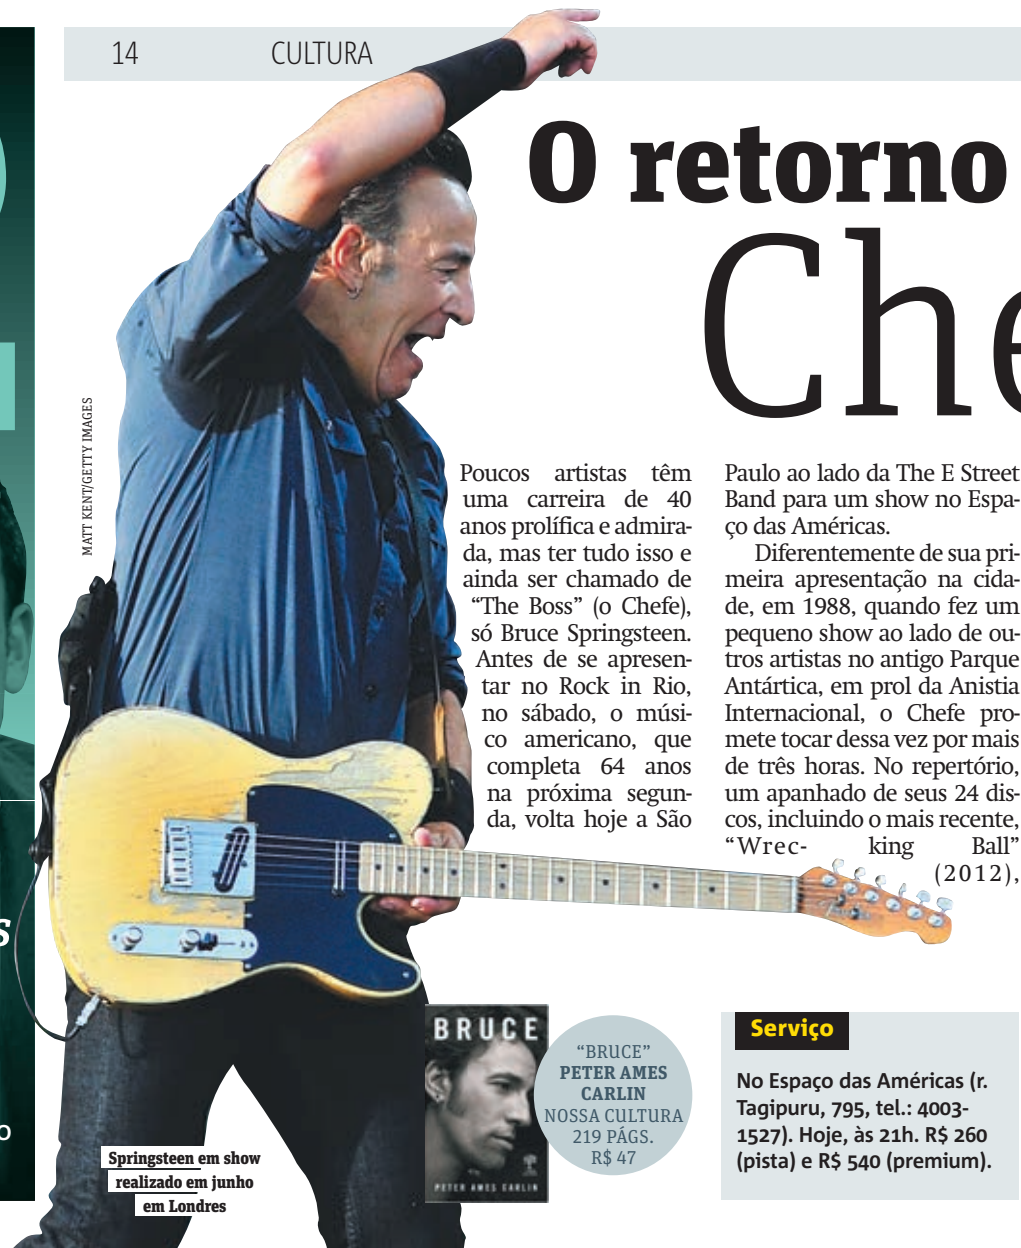 14
CULTURA
O retorno
Che
MATT KENT/GETTY IMAGES
Poucos artistas têm
uma carreira de 40
anos prolífica e admira-
da, mas ter tudo isso e
ainda ser chamado de
“The Boss” (o Chefe),
só Bruce Springsteen.
Antes de se apresen-
tar no Rock in Rio,
no sábado, o músi-
co americano, que
completa 64 anos
na próxima segun-
da, volta hoje a São
Paulo ao lado da The E Street
Band para um show no Espa-
ço das Américas.
Diferentemente de sua pri-
meira apresentação na cida-
de, em 1988, quando fez um
pequeno show ao lado de ou-
tros artistas no antigo Parque
Antártica, em prol da Anistia
Internacional, o Chefe pro-
mete tocar dessa vez por mais
de três horas. No repertório,
um apanhado de seus 24 dis-
cos, incluindo o mais recente,
“Wrec- king Ball”
(2012),
BRUCE
PETER AMES CARLIN
“BRUCE”
PETER AMES
CARLIN
NOSSA CULTURA
219 PÁGS.
R$ 47
Serviço
No Espaço das Américas (r.
Tagipuru, 795, tel.: 4003-
1527). Hoje, às 21h. R$ 260
(pista) e R$ 540 (premium).
Springsteen em show
realizado em junho
em Londres